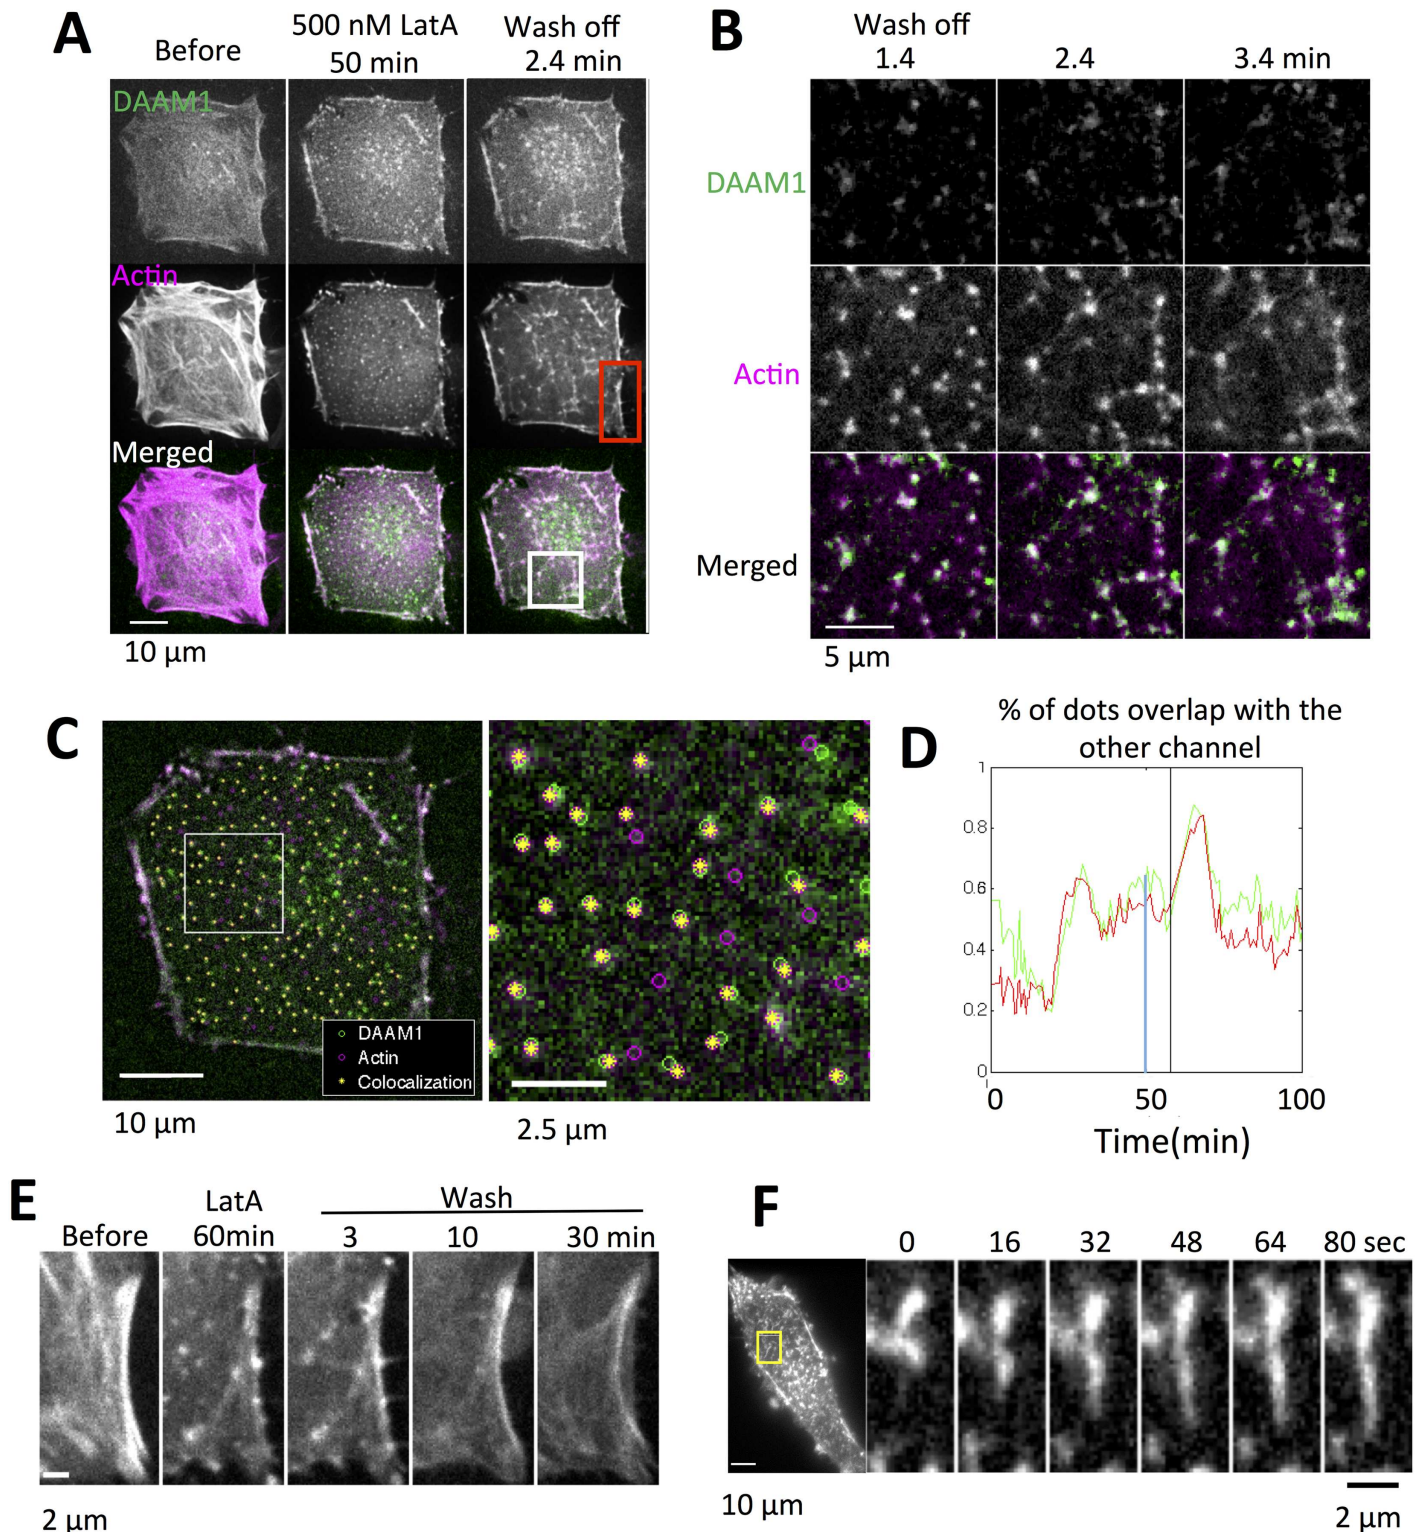 A
Before
500 nM LatA
50 min
Wash off
2.4 min
DAAM1
Actin
Merged
10 µm
B
Wash off
1.4
2.4
3.4 min
DAAM1
Actin
Merged
5 µm
C
DAAM1
Actin
Colocalization
10 µm
2.5 µm
D
% of dots overlap with the
other channel
1
0.8
0.6
0.4
0.2
0
0
50
100
Time(min)
E
Before
LatA
60min
Wash
3
10
30 min
2 µm
F
0
16
32
48
64
80 sec
10 µm
2 µm